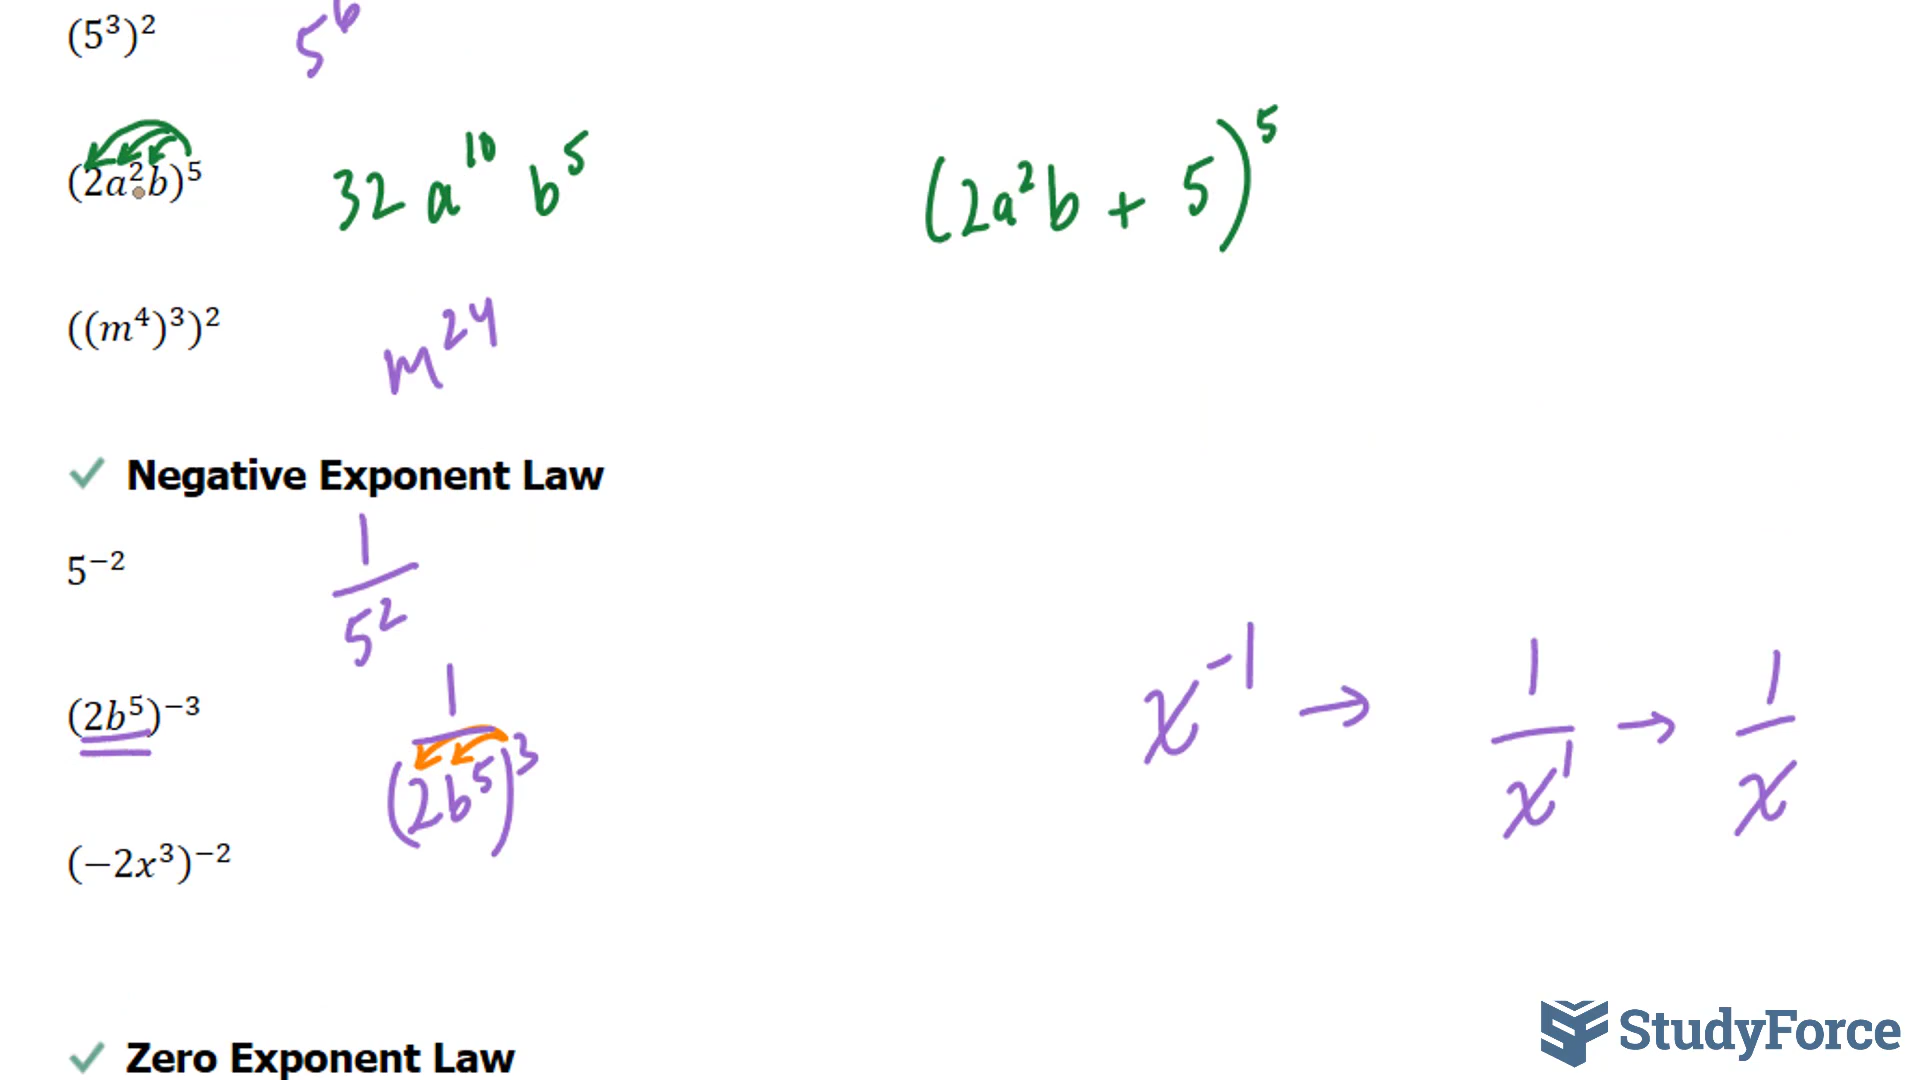 (5³)² 5⁶
(2a²b)⁵ 32 a¹⁰ b⁵ (2a²b + 5)⁵
((m⁴)³)² m²⁴
✓ Negative Exponent Law
5⁻² 1/5²
(2b⁵)⁻³ 1/(2b⁵)³ x⁻¹ → 1/x¹ → 1/x
(−2x³)⁻²
✓ Zero Exponent Law
StudyForce